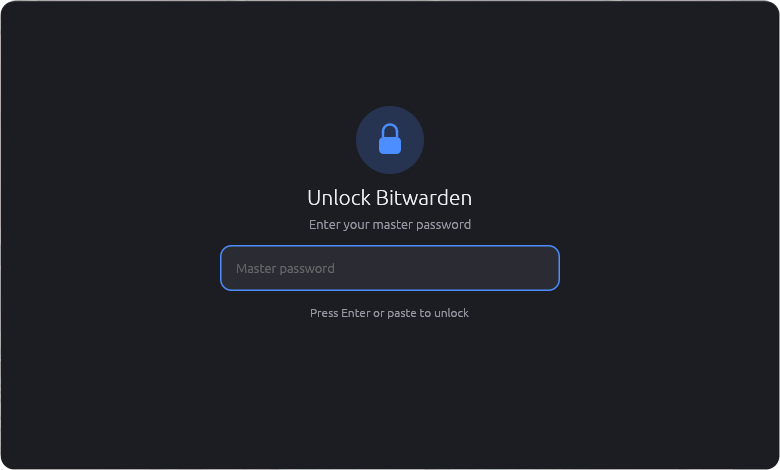 Unlock Bitwarden
Enter your master password
Master password
Press Enter or paste to unlock